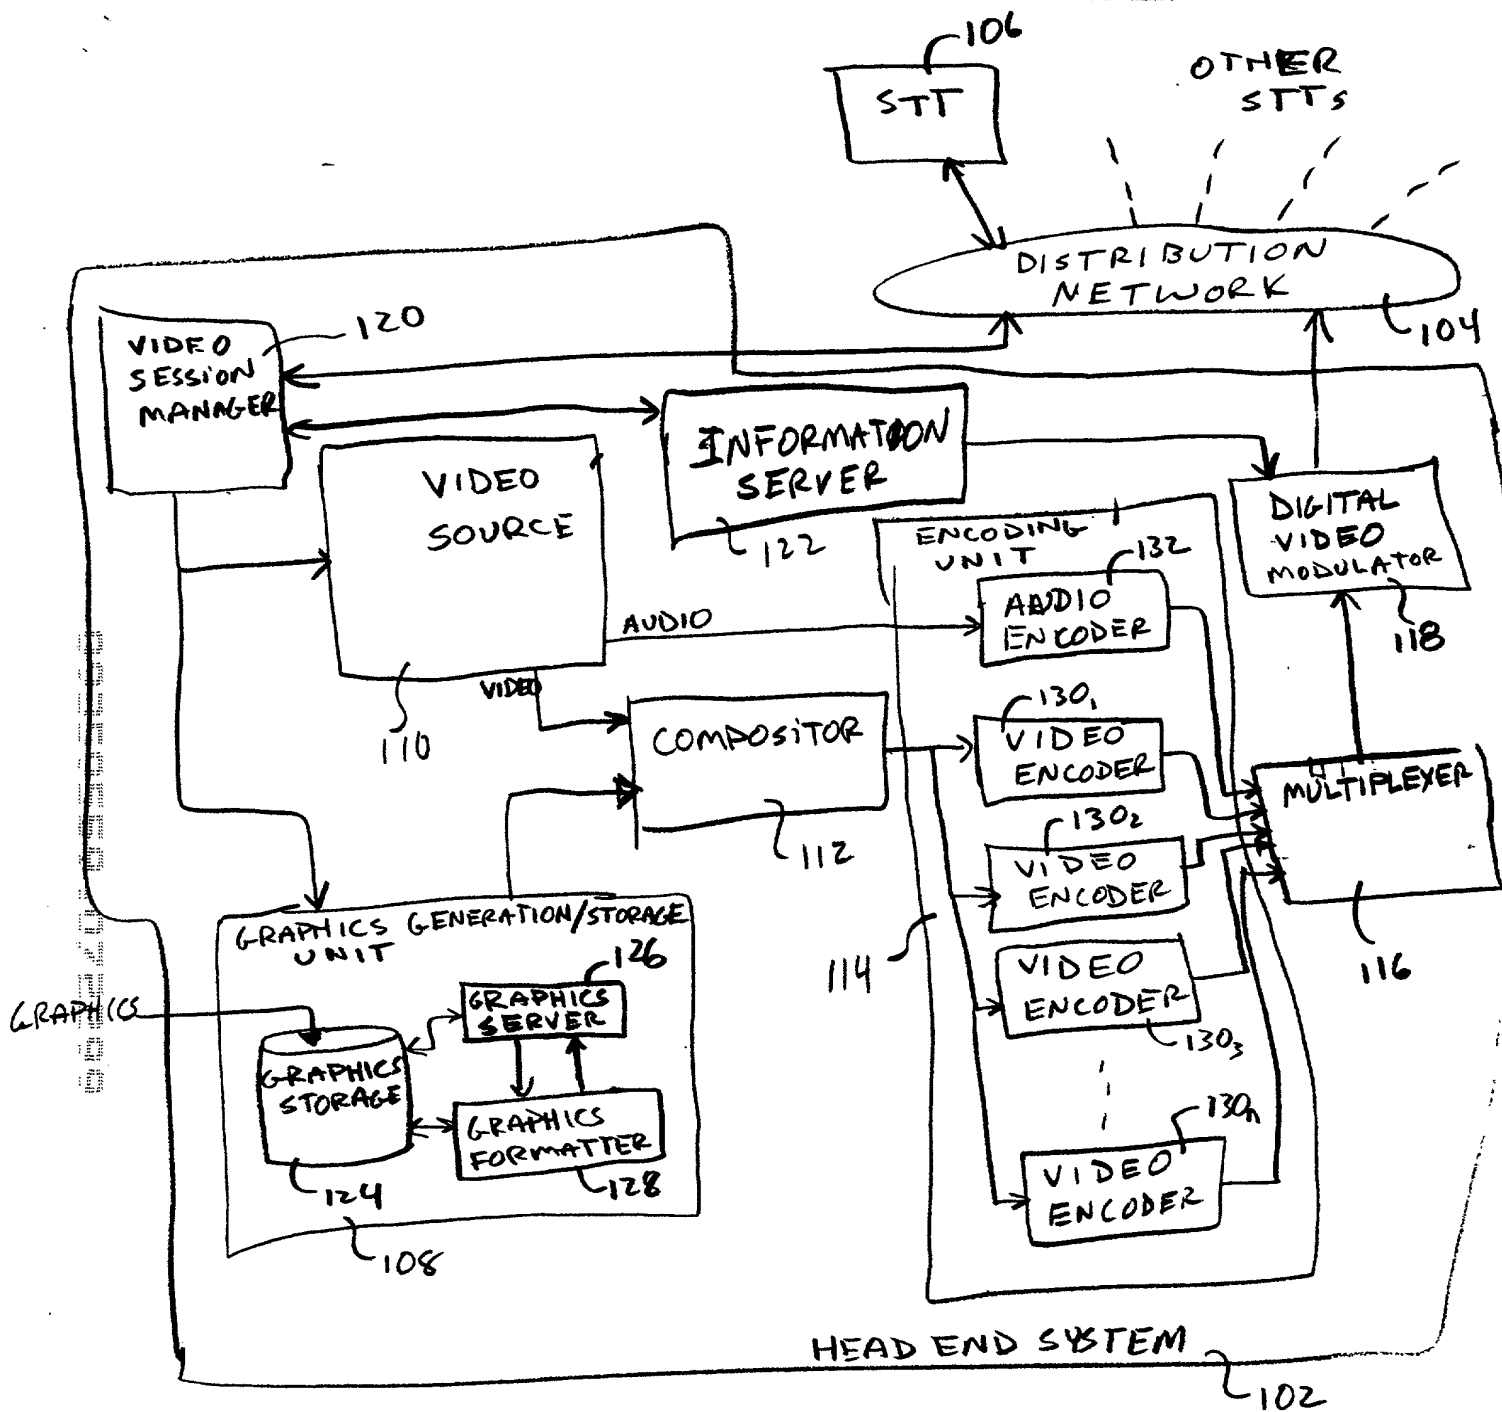 106
STT
OTHER
STTs
DISTRIBUTION
NETWORK
104
120
VIDEO
SESSION
MANAGER
INFORMATION
SERVER
122
VIDEO
SOURCE
110
AUDIO
VIDEO
DIGITAL
VIDEO
MODULATOR
118
ENCODING
UNIT
132
AUDIO
ENCODER
COMPOSITOR
112
130₁
VIDEO
ENCODER
130₂
VIDEO
ENCODER
VIDEO
ENCODER
130₃
130n
VIDEO
ENCODER
114
MULTIPLEXER
116
GRAPHICS GENERATION/STORAGE
UNIT
GRAPHICS
126
GRAPHICS
SERVER
GRAPHICS
STORAGE
124
GRAPHICS
FORMATTER
128
108
HEAD END SYSTEM
102